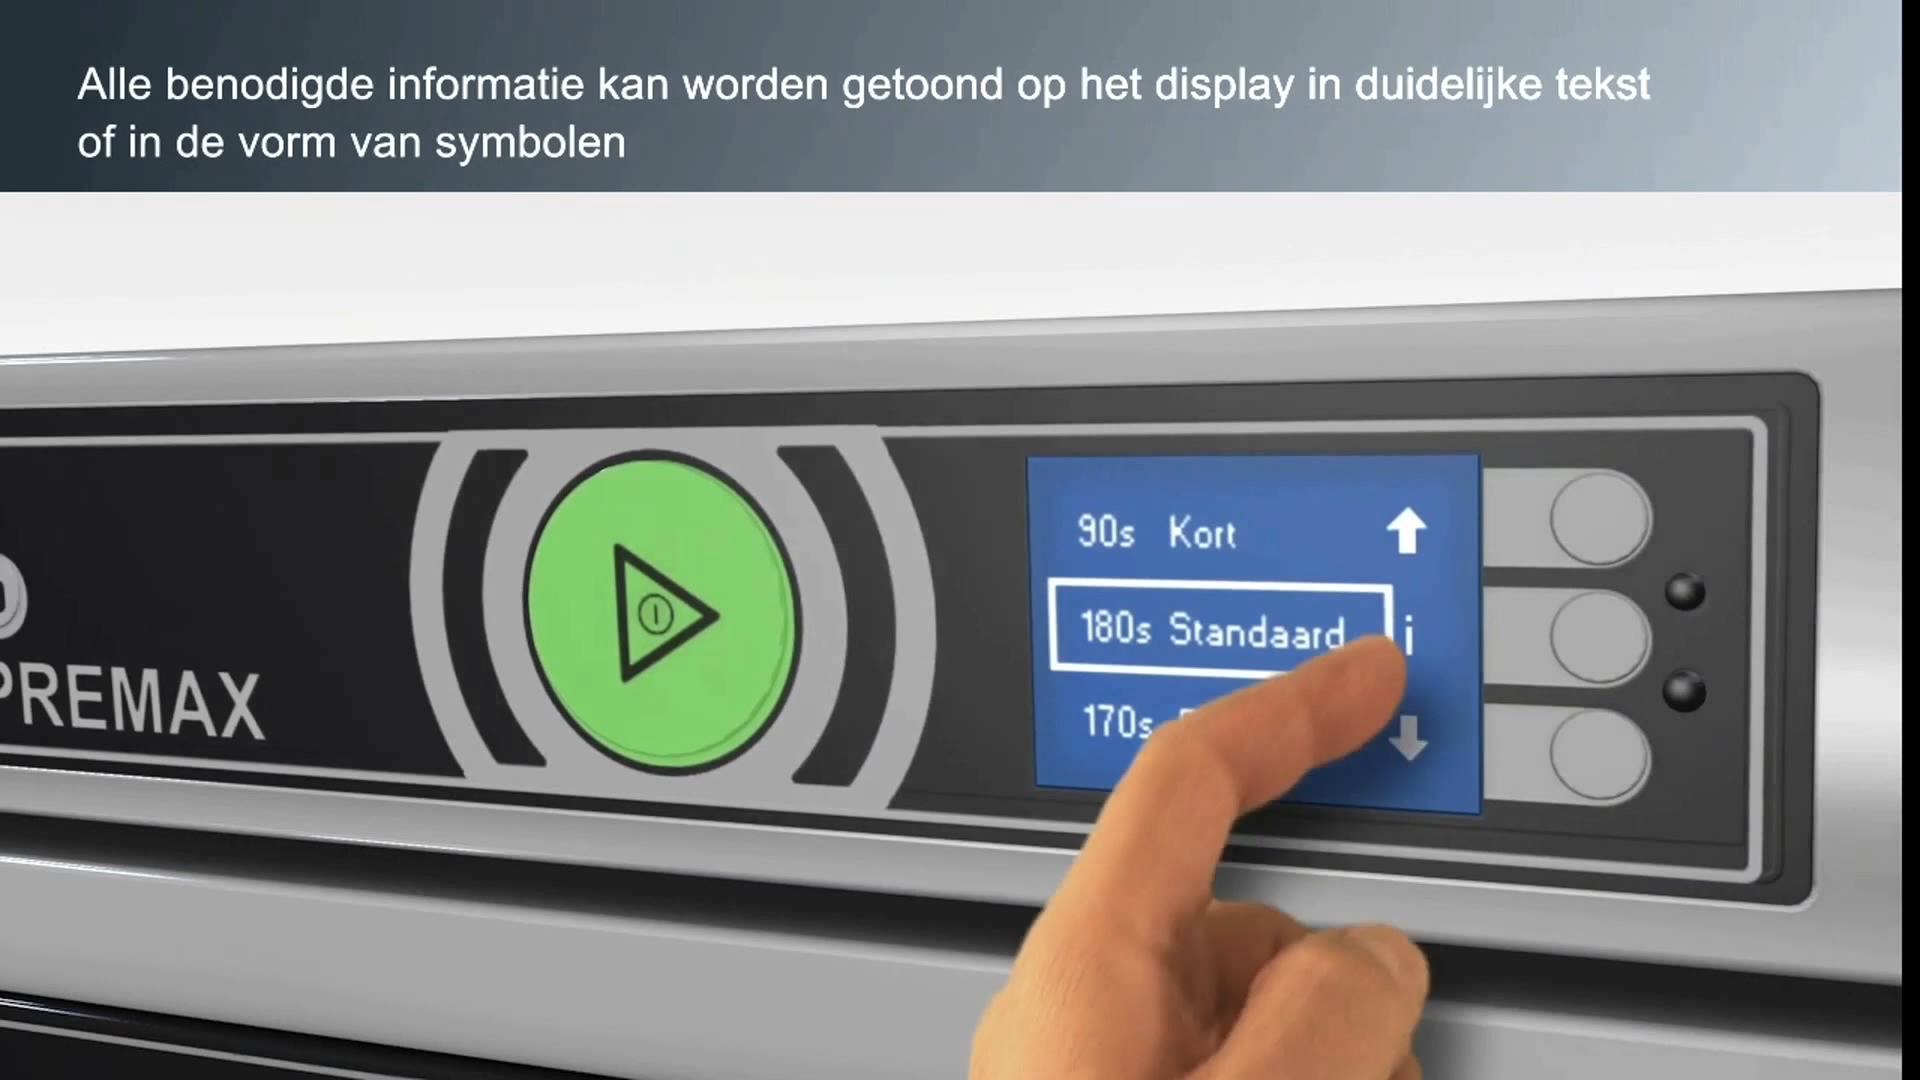 Alle benodigde informatie kan worden getoond op het display in duidelijke tekst
of in de vorm van symbolen
90s Kort
180s Standaard i
170s
PREMAX